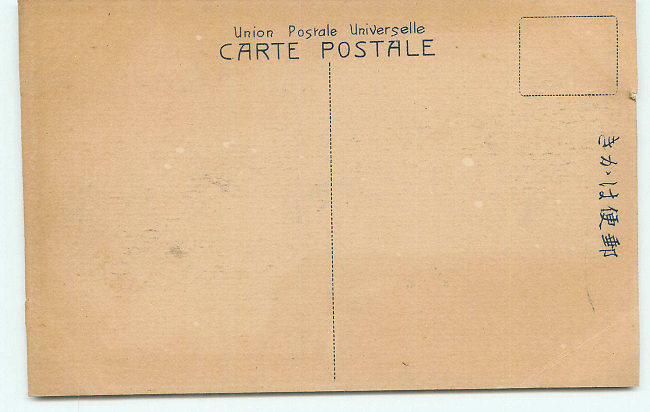 Union Postale Universelle
CARTE POSTALE
郵便はがき